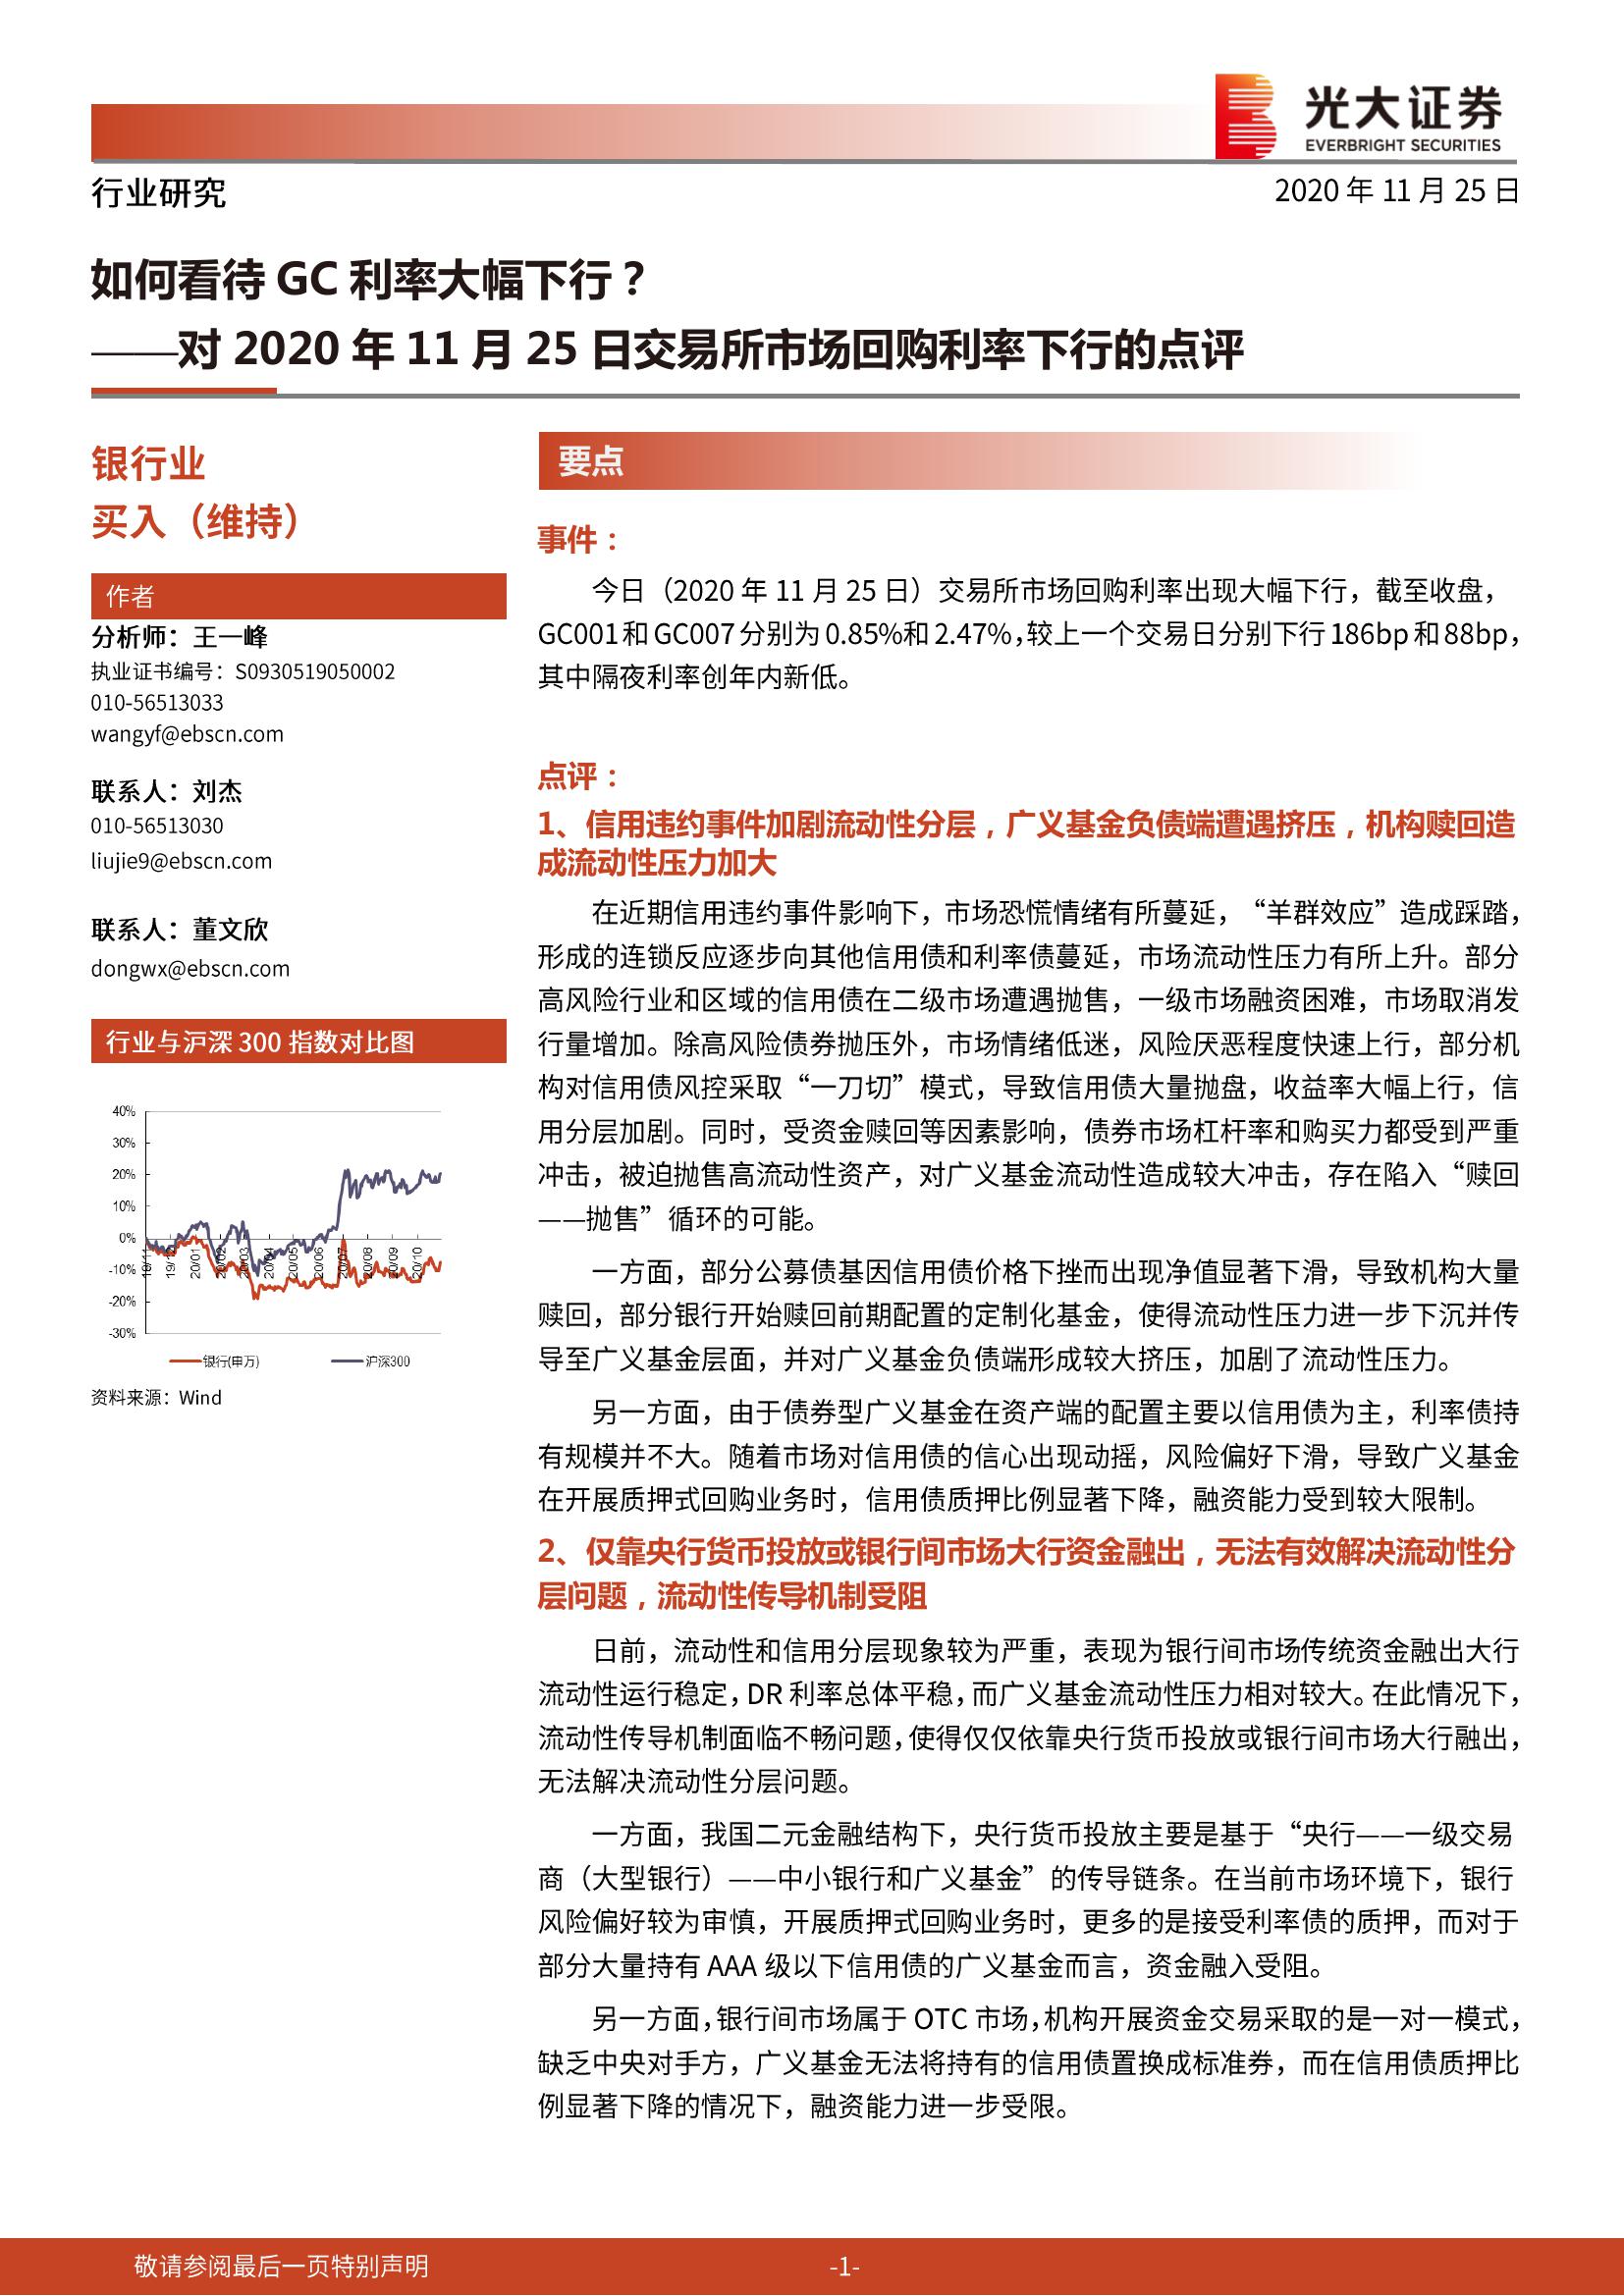 光大证券
EVERBRIGHT SECURITIES
行业研究
2020 年 11 月 25 日
如何看待 GC 利率大幅下行？
——对 2020 年 11 月 25 日交易所市场回购利率下行的点评
银行业
买入（维持）
作者
分析师：王一峰
执业证书编号：S0930519050002
010-56513033
wangyf@ebscn.com
联系人：刘杰
010-56513030
liujie9@ebscn.com
联系人：董文欣
dongwx@ebscn.com
行业与沪深 300 指数对比图
40%
30%
20%
10%
0%
-10%
-20%
-30%
19/11
19/12
20/01
20/02
20/03
20/04
20/05
20/06
20/07
20/08
20/09
20/10
银行(申万)
沪深300
资料来源：Wind
要点
事件：
今日（2020 年 11 月 25 日）交易所市场回购利率出现大幅下行，截至收盘，
GC001 和 GC007 分别为 0.85%和 2.47%，较上一个交易日分别下行 186bp 和 88bp，
其中隔夜利率创年内新低。
点评：
1、信用违约事件加剧流动性分层，广义基金负债端遭遇挤压，机构赎回造
成流动性压力加大
在近期信用违约事件影响下，市场恐慌情绪有所蔓延，“羊群效应”造成踩踏，
形成的连锁反应逐步向其他信用债和利率债蔓延，市场流动性压力有所上升。部分
高风险行业和区域的信用债在二级市场遭遇抛售，一级市场融资困难，市场取消发
行量增加。除高风险债券抛压外，市场情绪低迷，风险厌恶程度快速上行，部分机
构对信用债风控采取“一刀切”模式，导致信用债大量抛盘，收益率大幅上行，信
用分层加剧。同时，受资金赎回等因素影响，债券市场杠杆率和购买力都受到严重
冲击，被迫抛售高流动性资产，对广义基金流动性造成较大冲击，存在陷入“赎回
——抛售”循环的可能。
一方面，部分公募债基因信用债价格下挫而出现净值显著下滑，导致机构大量
赎回，部分银行开始赎回前期配置的定制化基金，使得流动性压力进一步下沉并传
导至广义基金层面，并对广义基金负债端形成较大挤压，加剧了流动性压力。
另一方面，由于债券型广义基金在资产端的配置主要以信用债为主，利率债持
有规模并不大。随着市场对信用债的信心出现动摇，风险偏好下滑，导致广义基金
在开展质押式回购业务时，信用债质押比例显著下降，融资能力受到较大限制。
2、仅靠央行货币投放或银行间市场大行资金融出，无法有效解决流动性分
层问题，流动性传导机制受阻
日前，流动性和信用分层现象较为严重，表现为银行间市场传统资金融出大行
流动性运行稳定，DR 利率总体平稳，而广义基金流动性压力相对较大。在此情况下，
流动性传导机制面临不畅问题，使得仅仅依靠央行货币投放或银行间市场大行融出，
无法解决流动性分层问题。
一方面，我国二元金融结构下，央行货币投放主要是基于“央行——一级交易
商（大型银行）——中小银行和广义基金”的传导链条。在当前市场环境下，银行
风险偏好较为审慎，开展质押式回购业务时，更多的是接受利率债的质押，而对于
部分大量持有 AAA 级以下信用债的广义基金而言，资金融入受阻。
另一方面，银行间市场属于 OTC 市场，机构开展资金交易采取的是一对一模式，
缺乏中央对手方，广义基金无法将持有的信用债置换成标准券，而在信用债质押比
例显著下降的情况下，融资能力进一步受限。
敬请参阅最后一页特别声明
-1-